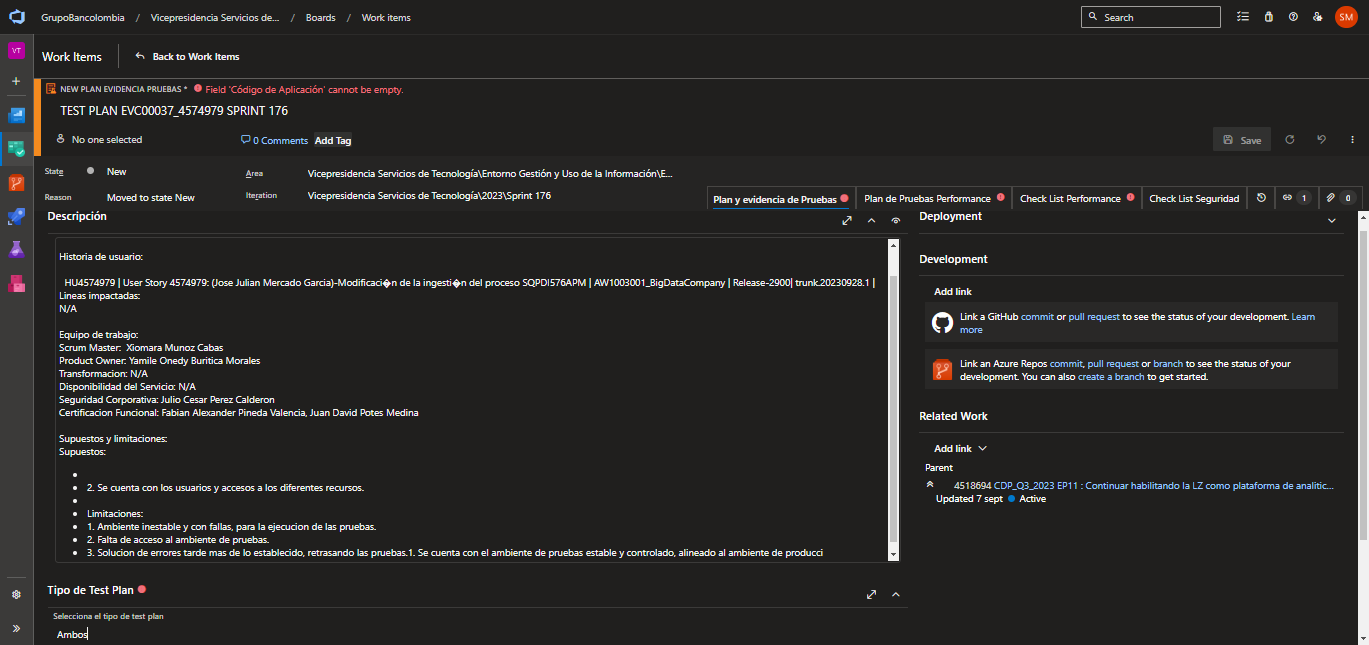 GrupoBancolombia / Vicepresidencia Servicios de... / Boards / Work items
Search
SM
VT
Work Items
Back to Work Items
NEW PLAN EVIDENCIA PRUEBAS * Field 'Código de Aplicación' cannot be empty.
TEST PLAN EVC00037_4574979 SPRINT 176
No one selected
0 Comments
Add Tag
Save
State New
Area Vicepresidencia Servicios de Tecnología\Entorno Gestión y Uso de la Información\E...
Reason Moved to state New
Iteration Vicepresidencia Servicios de Tecnología\2023\Sprint 176
Plan y evidencia de Pruebas
Plan de Pruebas Performance
Check List Performance
Check List Seguridad
1
0
Descripción
Historia de usuario:
HU4574979 | User Story 4574979: (Jose Julian Mercado Garcia)-Modificaci�n de la ingesti�n del proceso SQPDI576APM | AW1003001_BigDataCompany | Release-2900| trunk.20230928.1 |
Lineas impactadas:
N/A
Equipo de trabajo:
Scrum Master: Xiomara Munoz Cabas
Product Owner: Yamile Onedy Buritica Morales
Transformacion: N/A
Disponibilidad del Servicio: N/A
Seguridad Corporativa: Julio Cesar Perez Calderon
Certificacion Funcional: Fabian Alexander Pineda Valencia, Juan David Potes Medina
Supuestos y limitaciones:
Supuestos:
2. Se cuenta con los usuarios y accesos a los diferentes recursos.
Limitaciones:
1. Ambiente inestable y con fallas, para la ejecucion de las pruebas.
2. Falta de acceso al ambiente de pruebas.
3. Solucion de errores tarde mas de lo establecido, retrasando las pruebas.1. Se cuenta con el ambiente de pruebas estable y controlado, alineado al ambiente de producci
Tipo de Test Plan
Selecciona el tipo de test plan
Ambos
Deployment
Development
Add link
Link a GitHub commit or pull request to see the status of your development. Learn
more
Link an Azure Repos commit, pull request or branch to see the status of your
development. You can also create a branch to get started.
Related Work
Add link
Parent
4518694 CDP_Q3_2023 EP11 : Continuar habilitando la LZ como plataforma de analitic...
Updated 7 sept Active